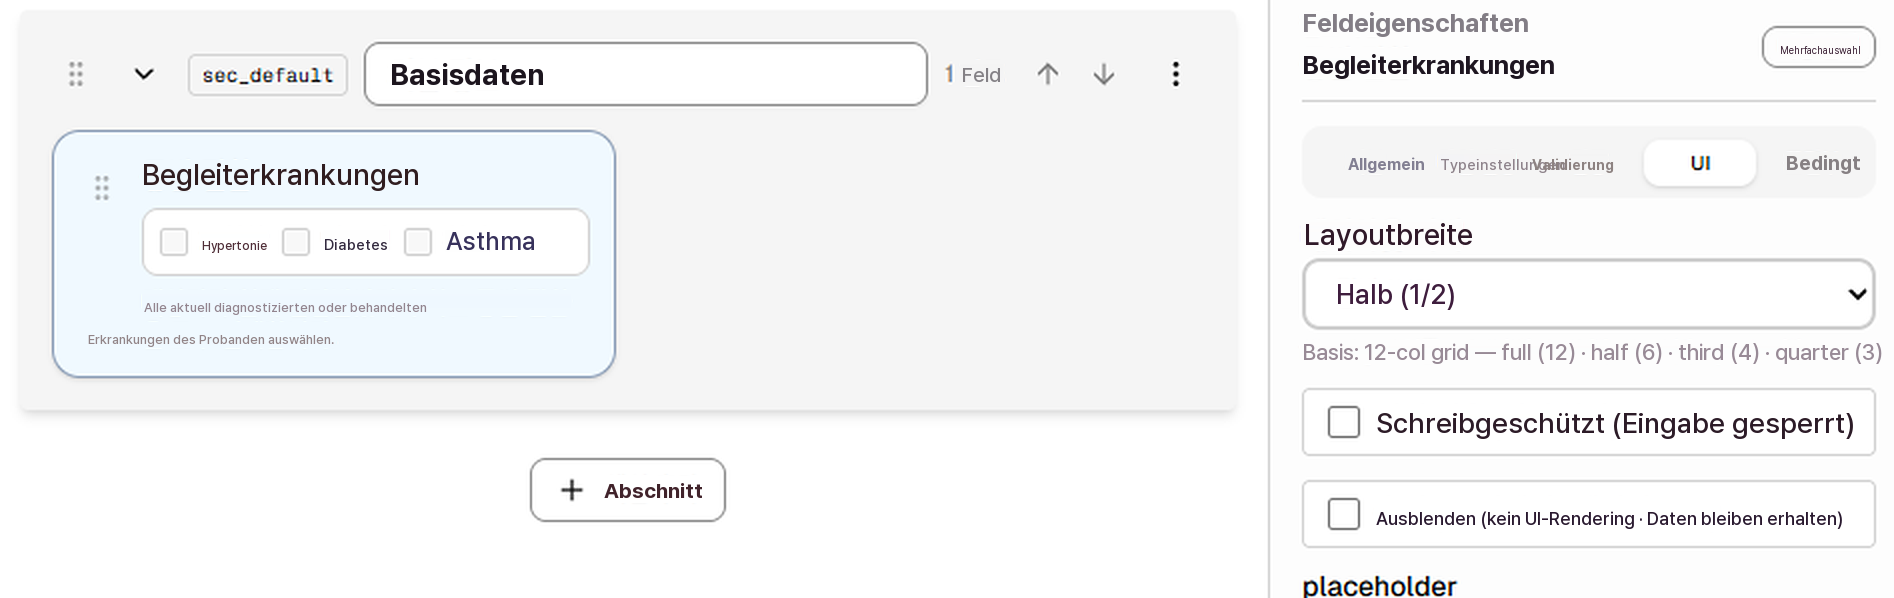 sec_default
Basisdaten
1 Feld
Begleiterkrankungen
Hypertonie
Diabetes
Asthma
Alle aktuell diagnostizierten oder behandelten
Erkrankungen des Probanden auswählen.
Abschnitt
Feldeigenschaften
Begleiterkrankungen
Mehrfachauswahl
Allgemein
Typeinstellungen
Validierung
UI
Bedingt
Layoutbreite
Halb (1/2)
Basis: 12-col grid — full (12) · half (6) · third (4) · quarter (3)
Schreibgeschützt (Eingabe gesperrt)
Ausblenden (kein UI-Rendering · Daten bleiben erhalten)
placeholder